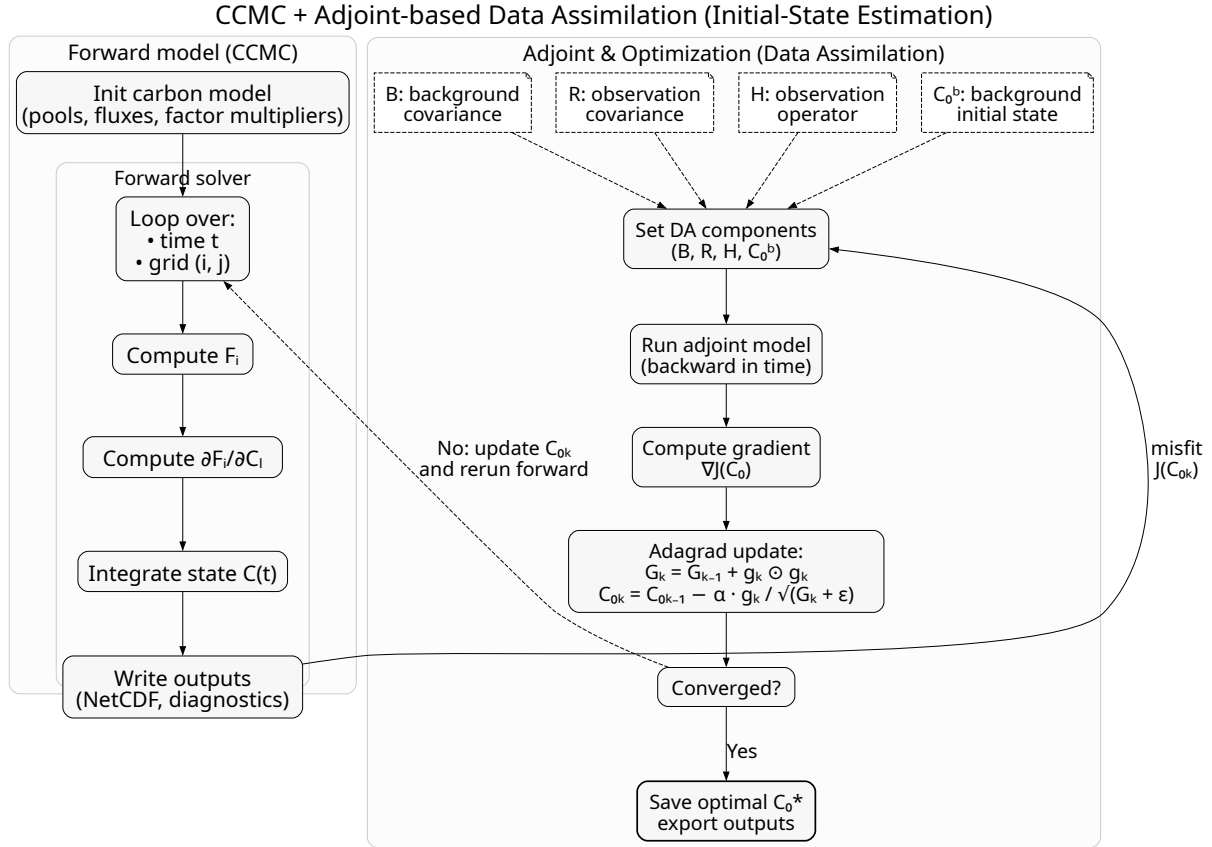 CCMC + Adjoint-based Data Assimilation (Initial-State Estimation)
Forward model (CCMC)
Init carbon model
(pools, fluxes, factor multipliers)
Forward solver
Loop over:
• time t
• grid (i, j)
Compute Fᵢ
Compute ∂Fᵢ/∂Cₗ
Integrate state C(t)
Write outputs
(NetCDF, diagnostics)
Adjoint & Optimization (Data Assimilation)
B: background
covariance
R: observation
covariance
H: observation
operator
C₀ᵇ: background
initial state
Set DA components
(B, R, H, C₀ᵇ)
Run adjoint model
(backward in time)
Compute gradient
∇J(C₀)
Adagrad update:
Gₖ = Gₖ₋₁ + gₖ ⊙ gₖ
C₀ₖ = C₀ₖ₋₁ − α · gₖ / √(Gₖ + ε)
Converged?
Yes
Save optimal C₀*
export outputs
No: update C₀ₖ
and rerun forward
misfit
J(C₀ₖ)